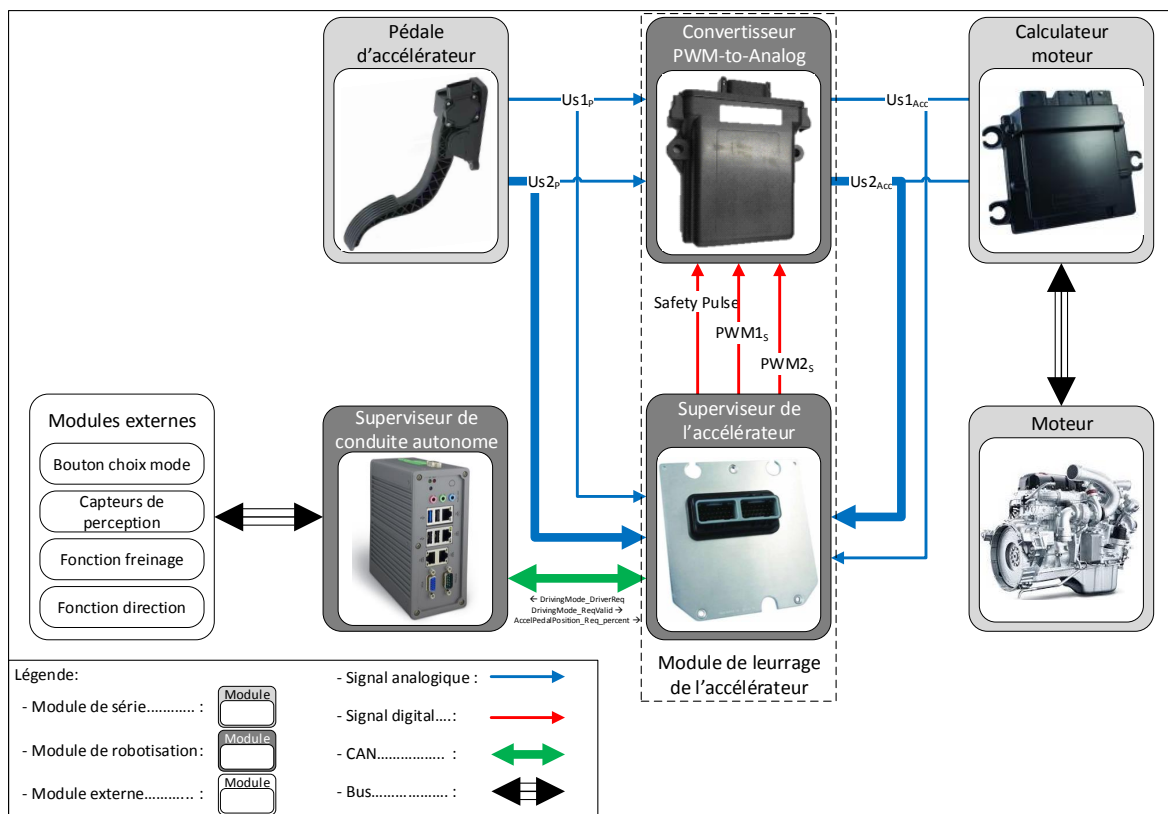 Pédale
d'accélérateur
Convertisseur
PWM-to-Analog
Calculateur
moteur
Us1P
Us1Acc
Us2P
Us2Acc
Safety Pulse
PWM1S
PWM2S
Modules externes
Bouton choix mode
Capteurs de
perception
Fonction freinage
Fonction direction
Superviseur de
conduite autonome
Superviseur de
l'accélérateur
Moteur
← DrivingMode_DriverReq
DrivingMode_ReqValid →
AccelPedalPosition_Req_percent →
Module de leurrage
de l'accélérateur
Légende:
- Module de série........... :
Module
- Module de robotisation:
Module
- Module externe........... :
Module
- Signal analogique :
- Signal digital....:
- CAN................ :
- Bus.................. :